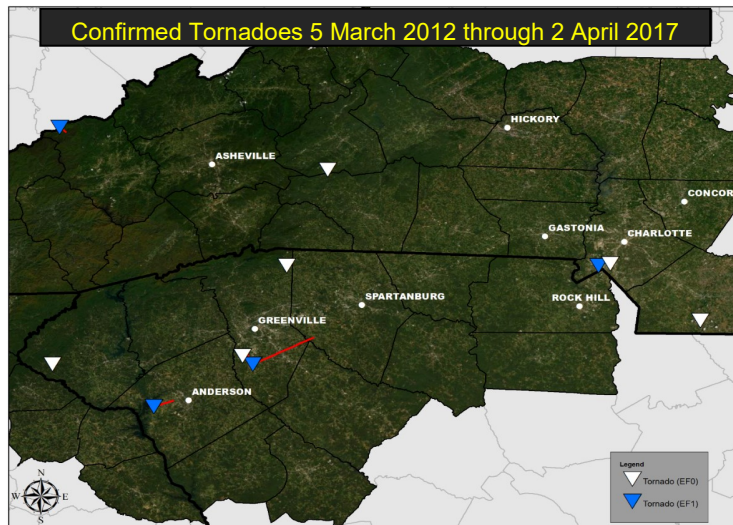 Confirmed Tornadoes 5 March 2012 through 2 April 2017
HICKORY
ASHEVILLE
CONCOR
GASTONIA
CHARLOTTE
SPARTANBURG
ROCK HILL
GREENVILLE
ANDERSON
N
W
E
S
Legend
Tornado (EF0)
Tornado (EF1)